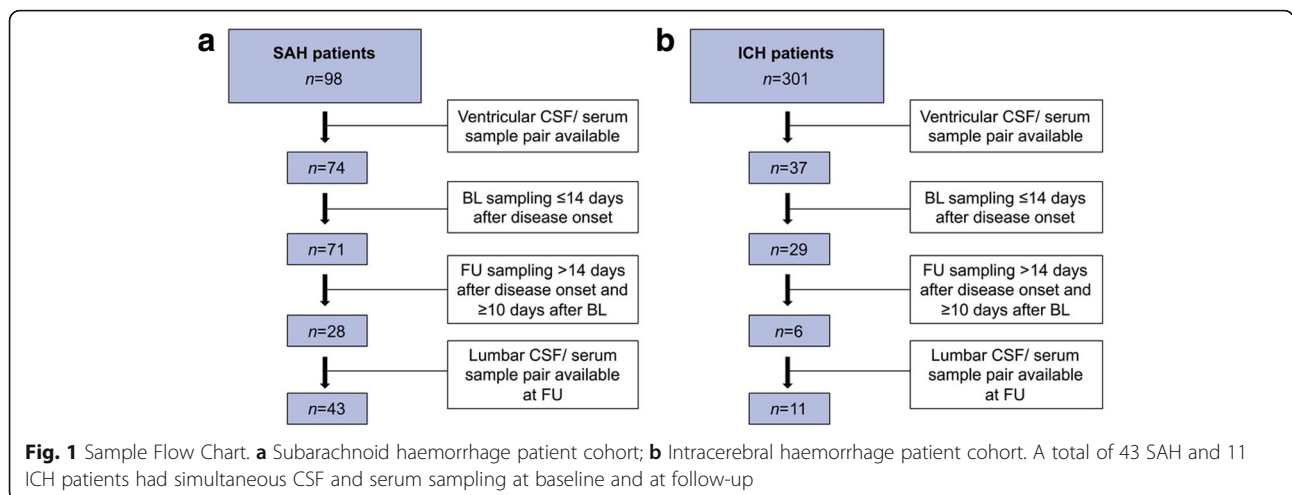 a
SAH patients
n=98
Ventricular CSF/ serum
sample pair available
n=74
BL sampling ≤14 days
after disease onset
n=71
FU sampling >14 days
after disease onset and
≥10 days after BL
n=28
Lumbar CSF/ serum
sample pair available
at FU
n=43
b
ICH patients
n=301
Ventricular CSF/ serum
sample pair available
n=37
BL sampling ≤14 days
after disease onset
n=29
FU sampling >14 days
after disease onset and
≥10 days after BL
n=6
Lumbar CSF/ serum
sample pair available
at FU
n=11
Fig. 1 Sample Flow Chart. a Subarachnoid haemorrhage patient cohort; b Intracerebral haemorrhage patient cohort. A total of 43 SAH and 11
ICH patients had simultaneous CSF and serum sampling at baseline and at follow-up